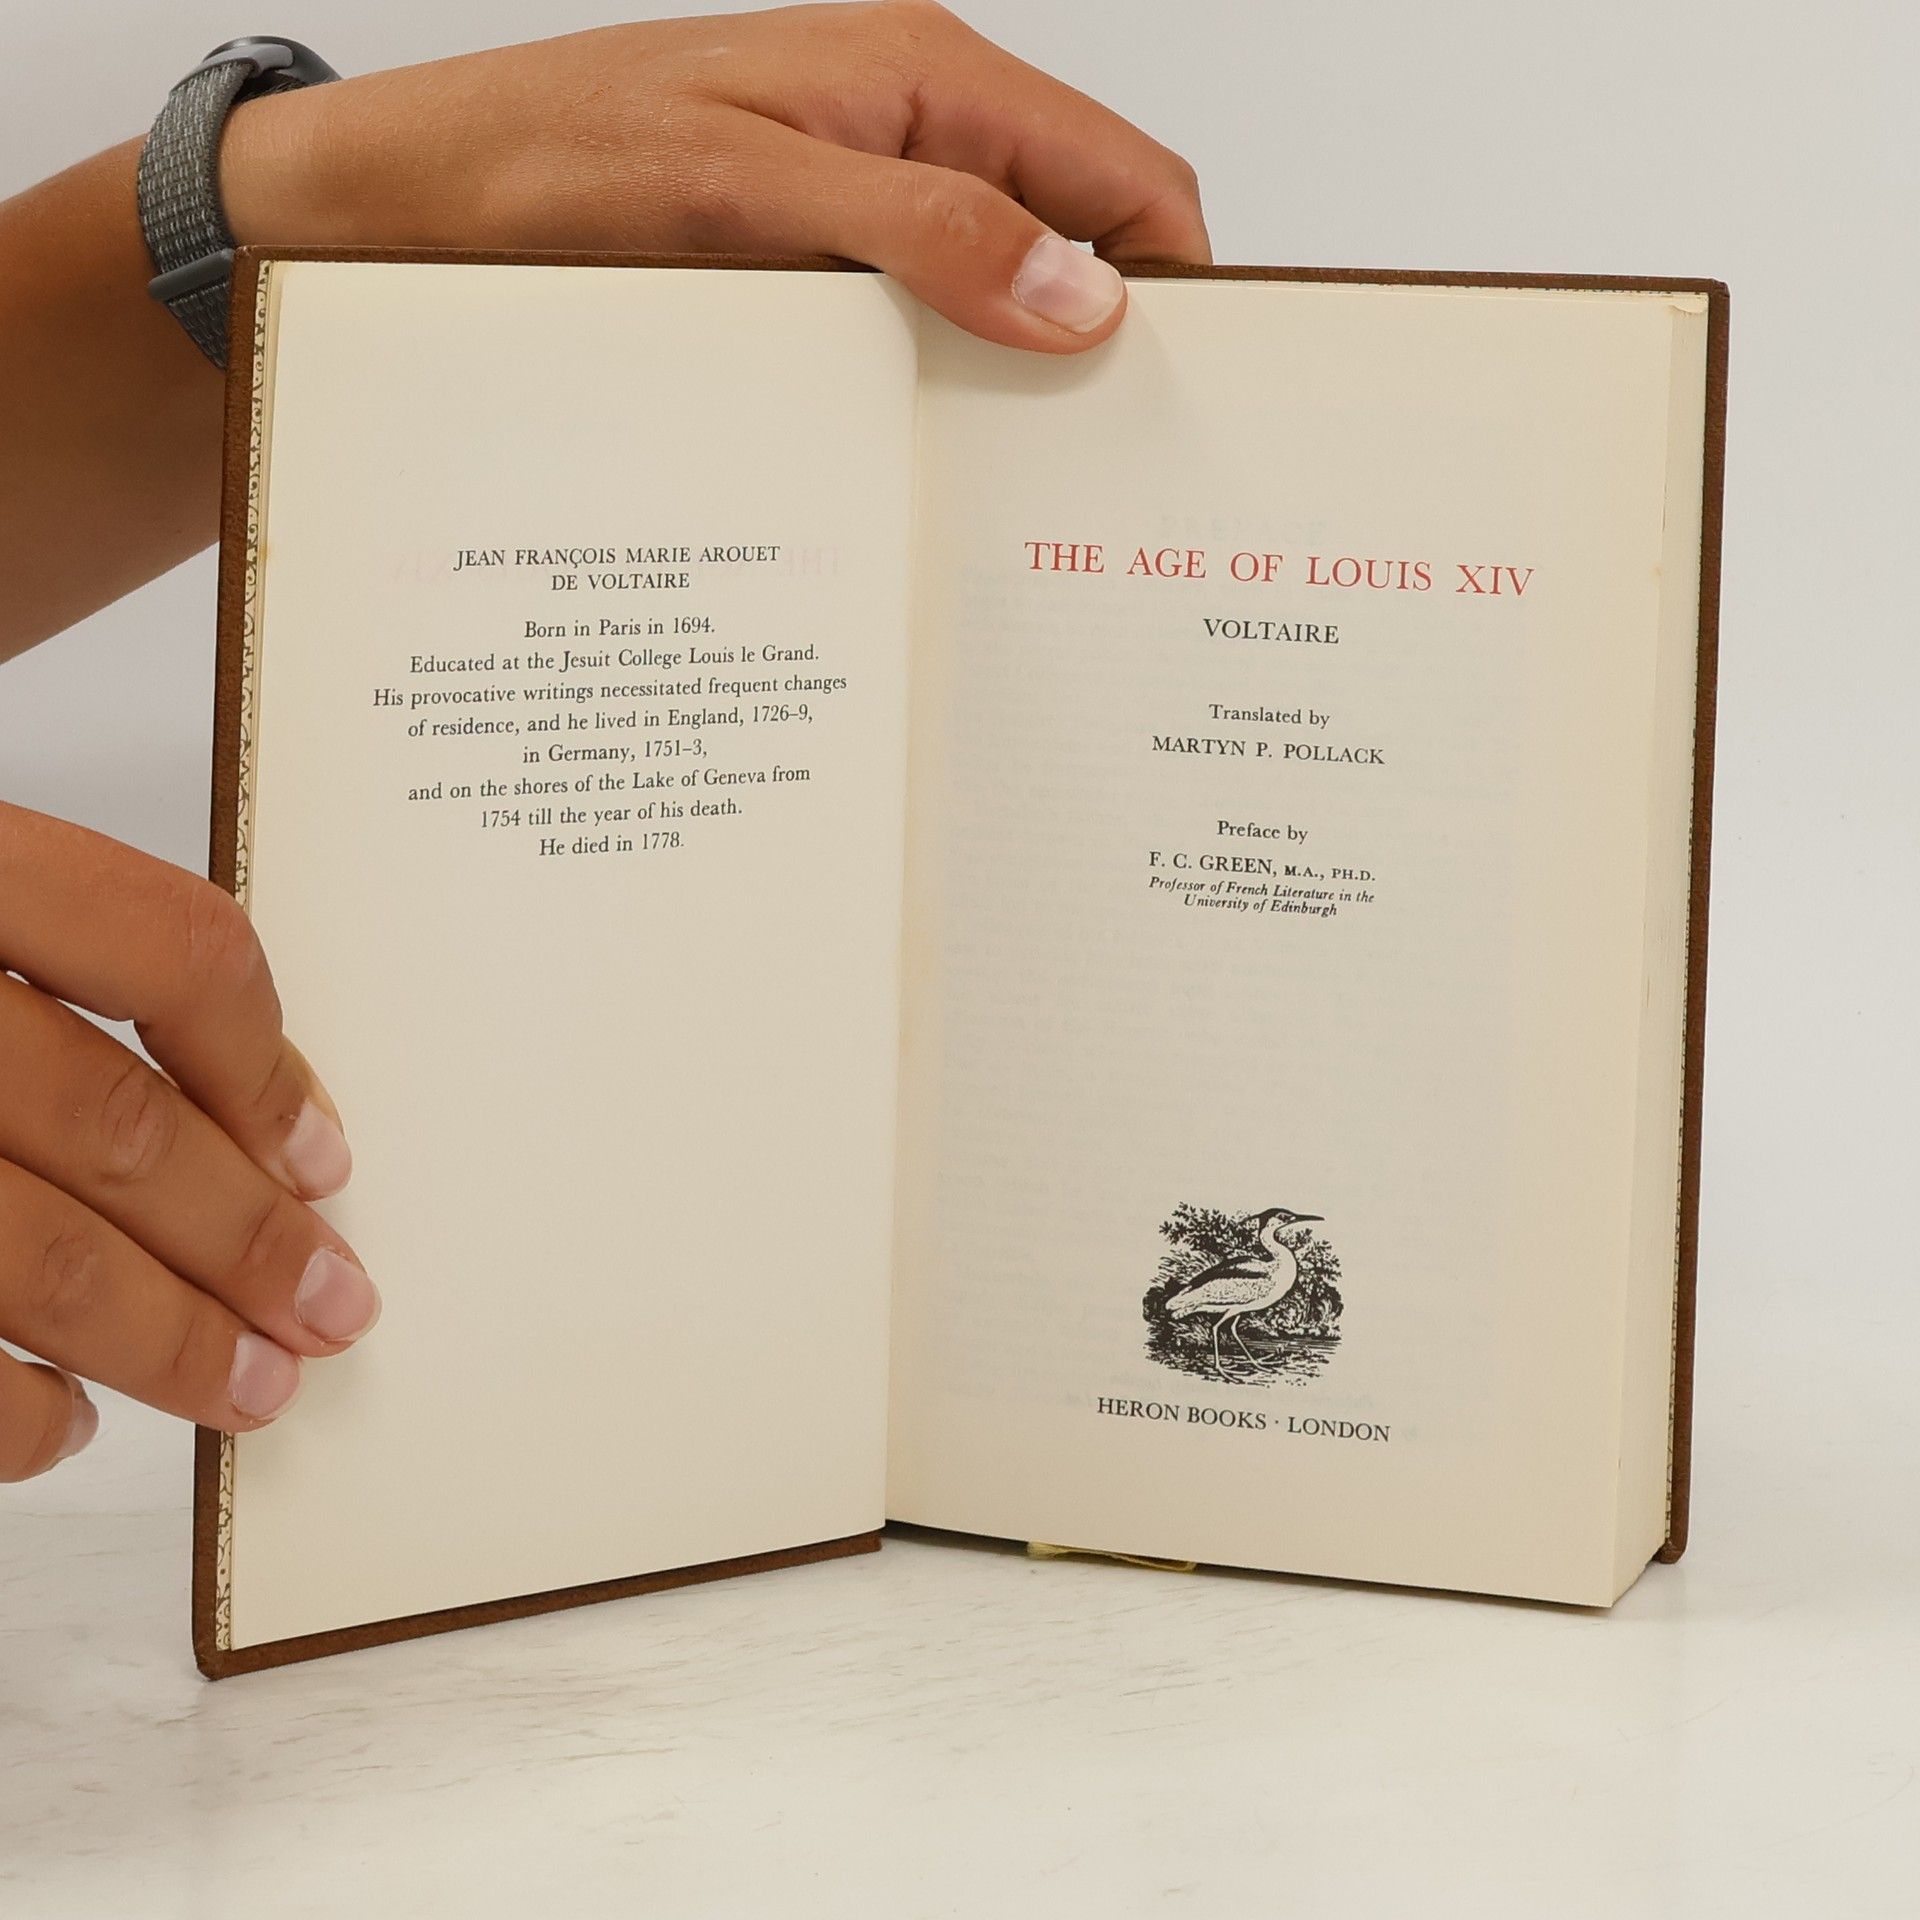 JEAN FRANÇOIS MARIE AROUET
DE VOLTAIRE
Born in Paris in 1694.
Educated at the Jesuit College Louis le Grand.
His provocative writings necessitated frequent changes
of residence, and he lived in England, 1726–9,
in Germany, 1751–3,
and on the shores of the Lake of Geneva from
1754 till the year of his death.
He died in 1778.
THE AGE OF LOUIS XIV
VOLTAIRE
Translated by
MARTYN P. POLLACK
Preface by
F. C. GREEN, M.A., PH.D.
Professor of French Literature in the
University of Edinburgh
HERON BOOKS · LONDON